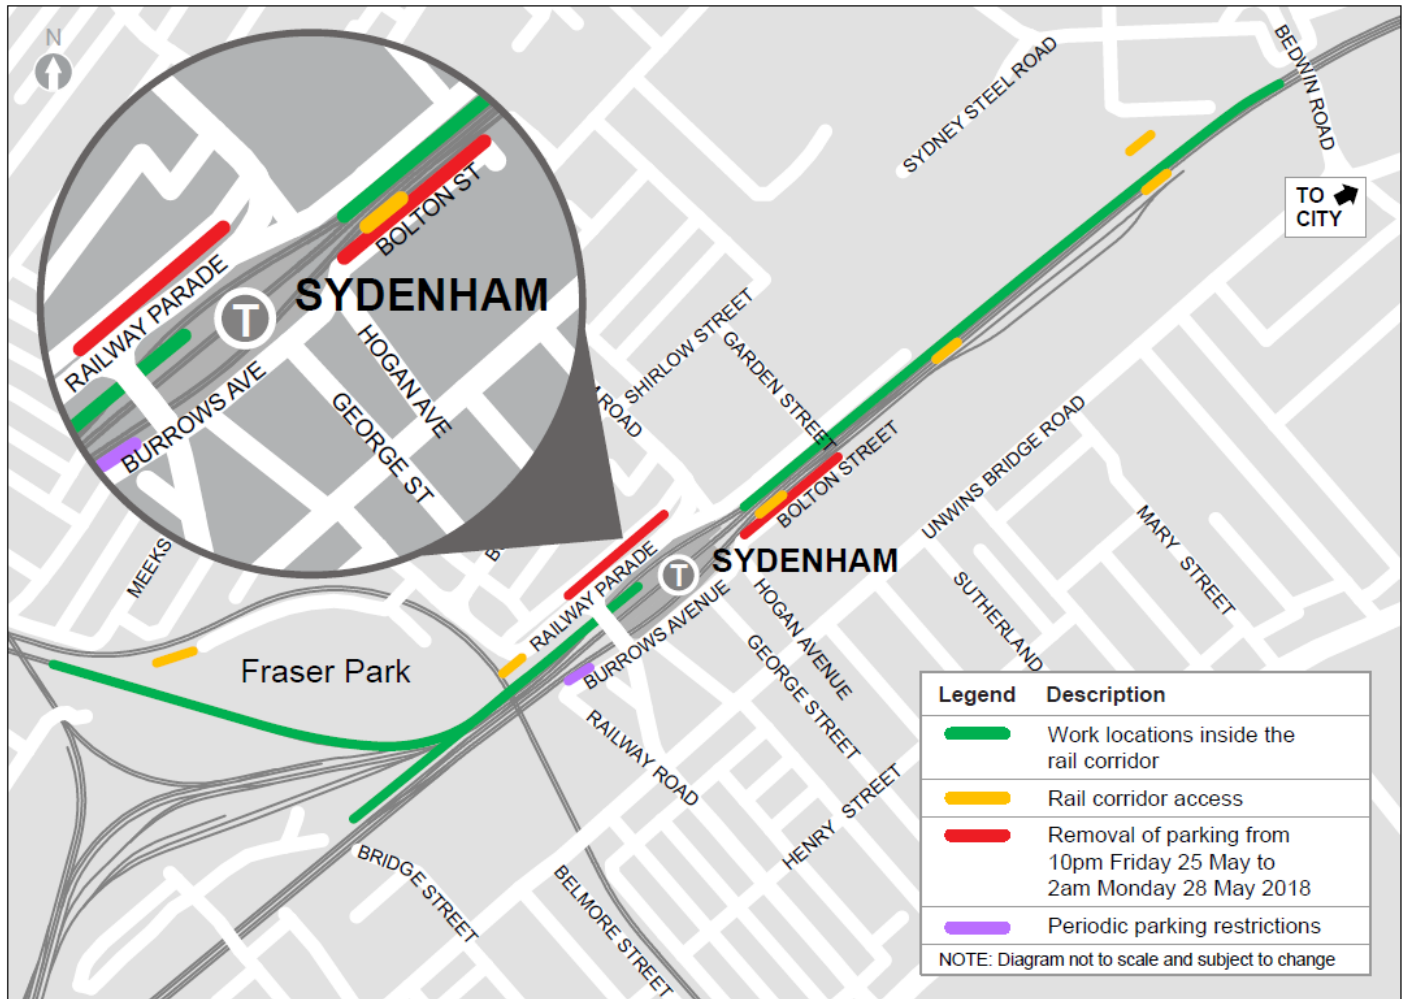 N
SYDNEY STEEL ROAD
BEDWIN ROAD
TO
CITY
BOLTON ST
RAILWAY PARADE
SYDENHAM
T
HOGAN AVE
BURROWS AVE
GEORGE ST
SHIRLOW STREET
GARDEN STREET
ROAD
UNWINS BRIDGE ROAD
BOLTON STREET
MARY STREET
MEEKS
SYDENHAM
T
RAILWAY PARADE
BURROWS AVENUE
HOGAN AVENUE
SUTHERLAND
GEORGE STREET
Fraser Park
RAILWAY ROAD
HENRY STREET
BRIDGE STREET
BELMORE STREET
Legend Description
Work locations inside the
rail corridor
Rail corridor access
Removal of parking from
10pm Friday 25 May to
2am Monday 28 May 2018
Periodic parking restrictions
NOTE: Diagram not to scale and subject to change